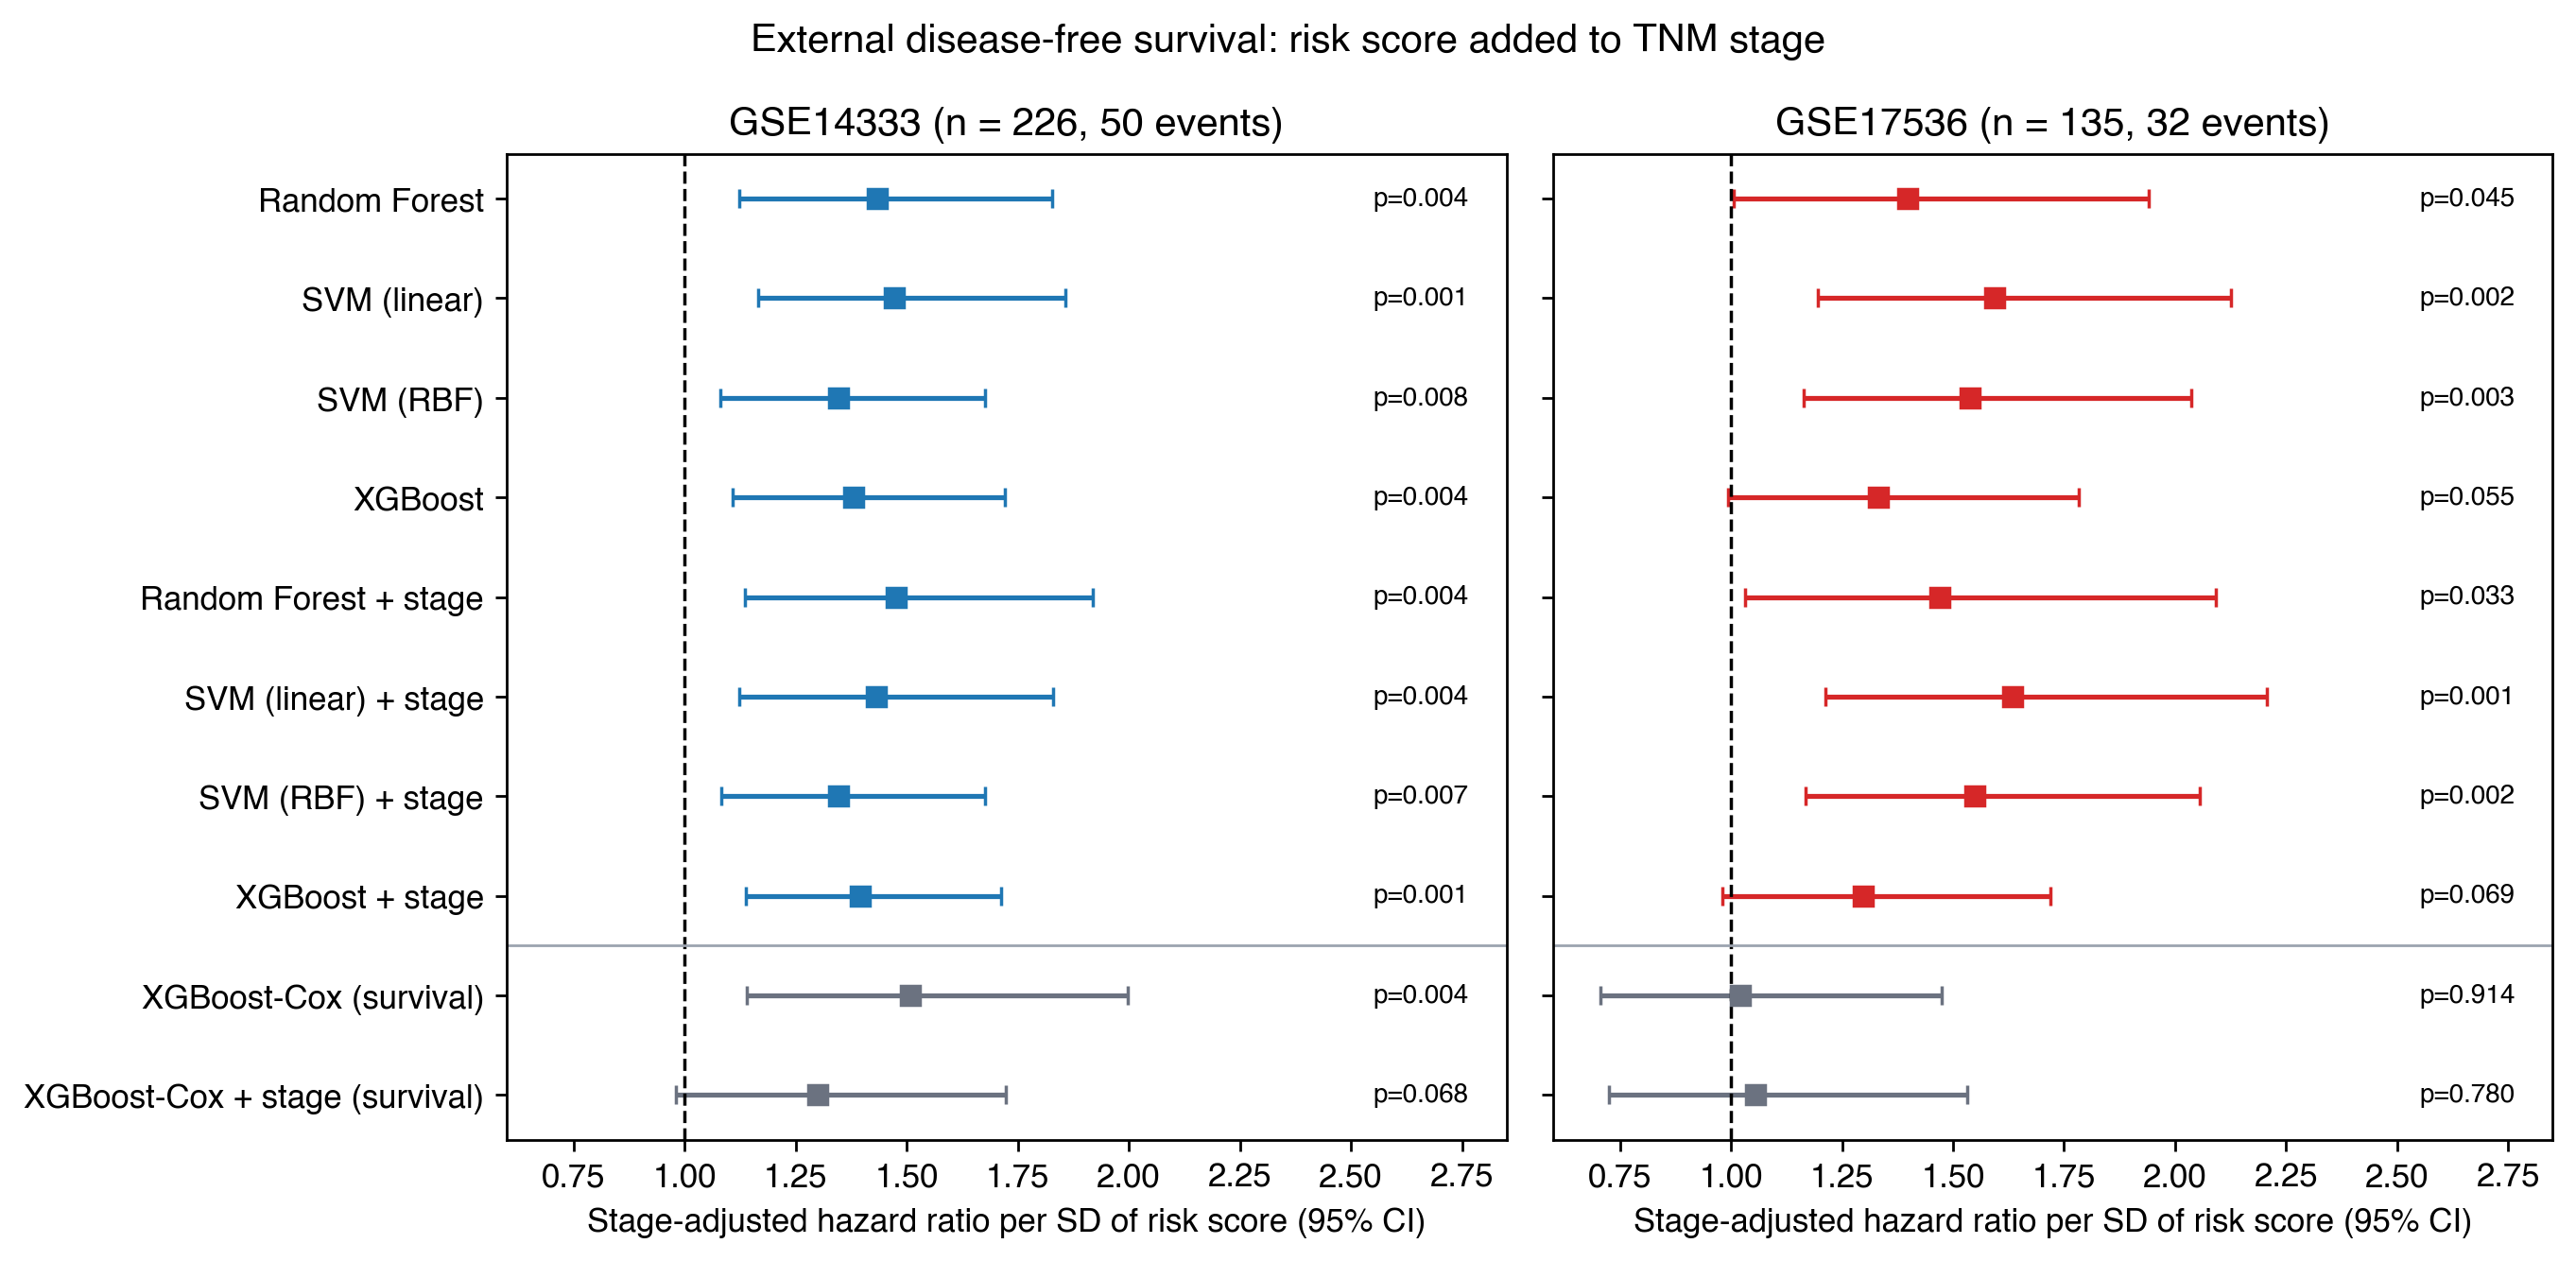 External disease-free survival: risk score added to TNM stage
GSE14333 (n = 226, 50 events)
GSE17536 (n = 135, 32 events)
Random Forest p=0.004 p=0.045
SVM (linear) p=0.001 p=0.002
SVM (RBF) p=0.008 p=0.003
XGBoost p=0.004 p=0.055
Random Forest + stage p=0.004 p=0.033
SVM (linear) + stage p=0.004 p=0.001
SVM (RBF) + stage p=0.007 p=0.002
XGBoost + stage p=0.001 p=0.069
XGBoost-Cox (survival) p=0.004 p=0.914
XGBoost-Cox + stage (survival) p=0.068 p=0.780
0.75 1.00 1.25 1.50 1.75 2.00 2.25 2.50 2.75
0.75 1.00 1.25 1.50 1.75 2.00 2.25 2.50 2.75
Stage-adjusted hazard ratio per SD of risk score (95% CI)
Stage-adjusted hazard ratio per SD of risk score (95% CI)